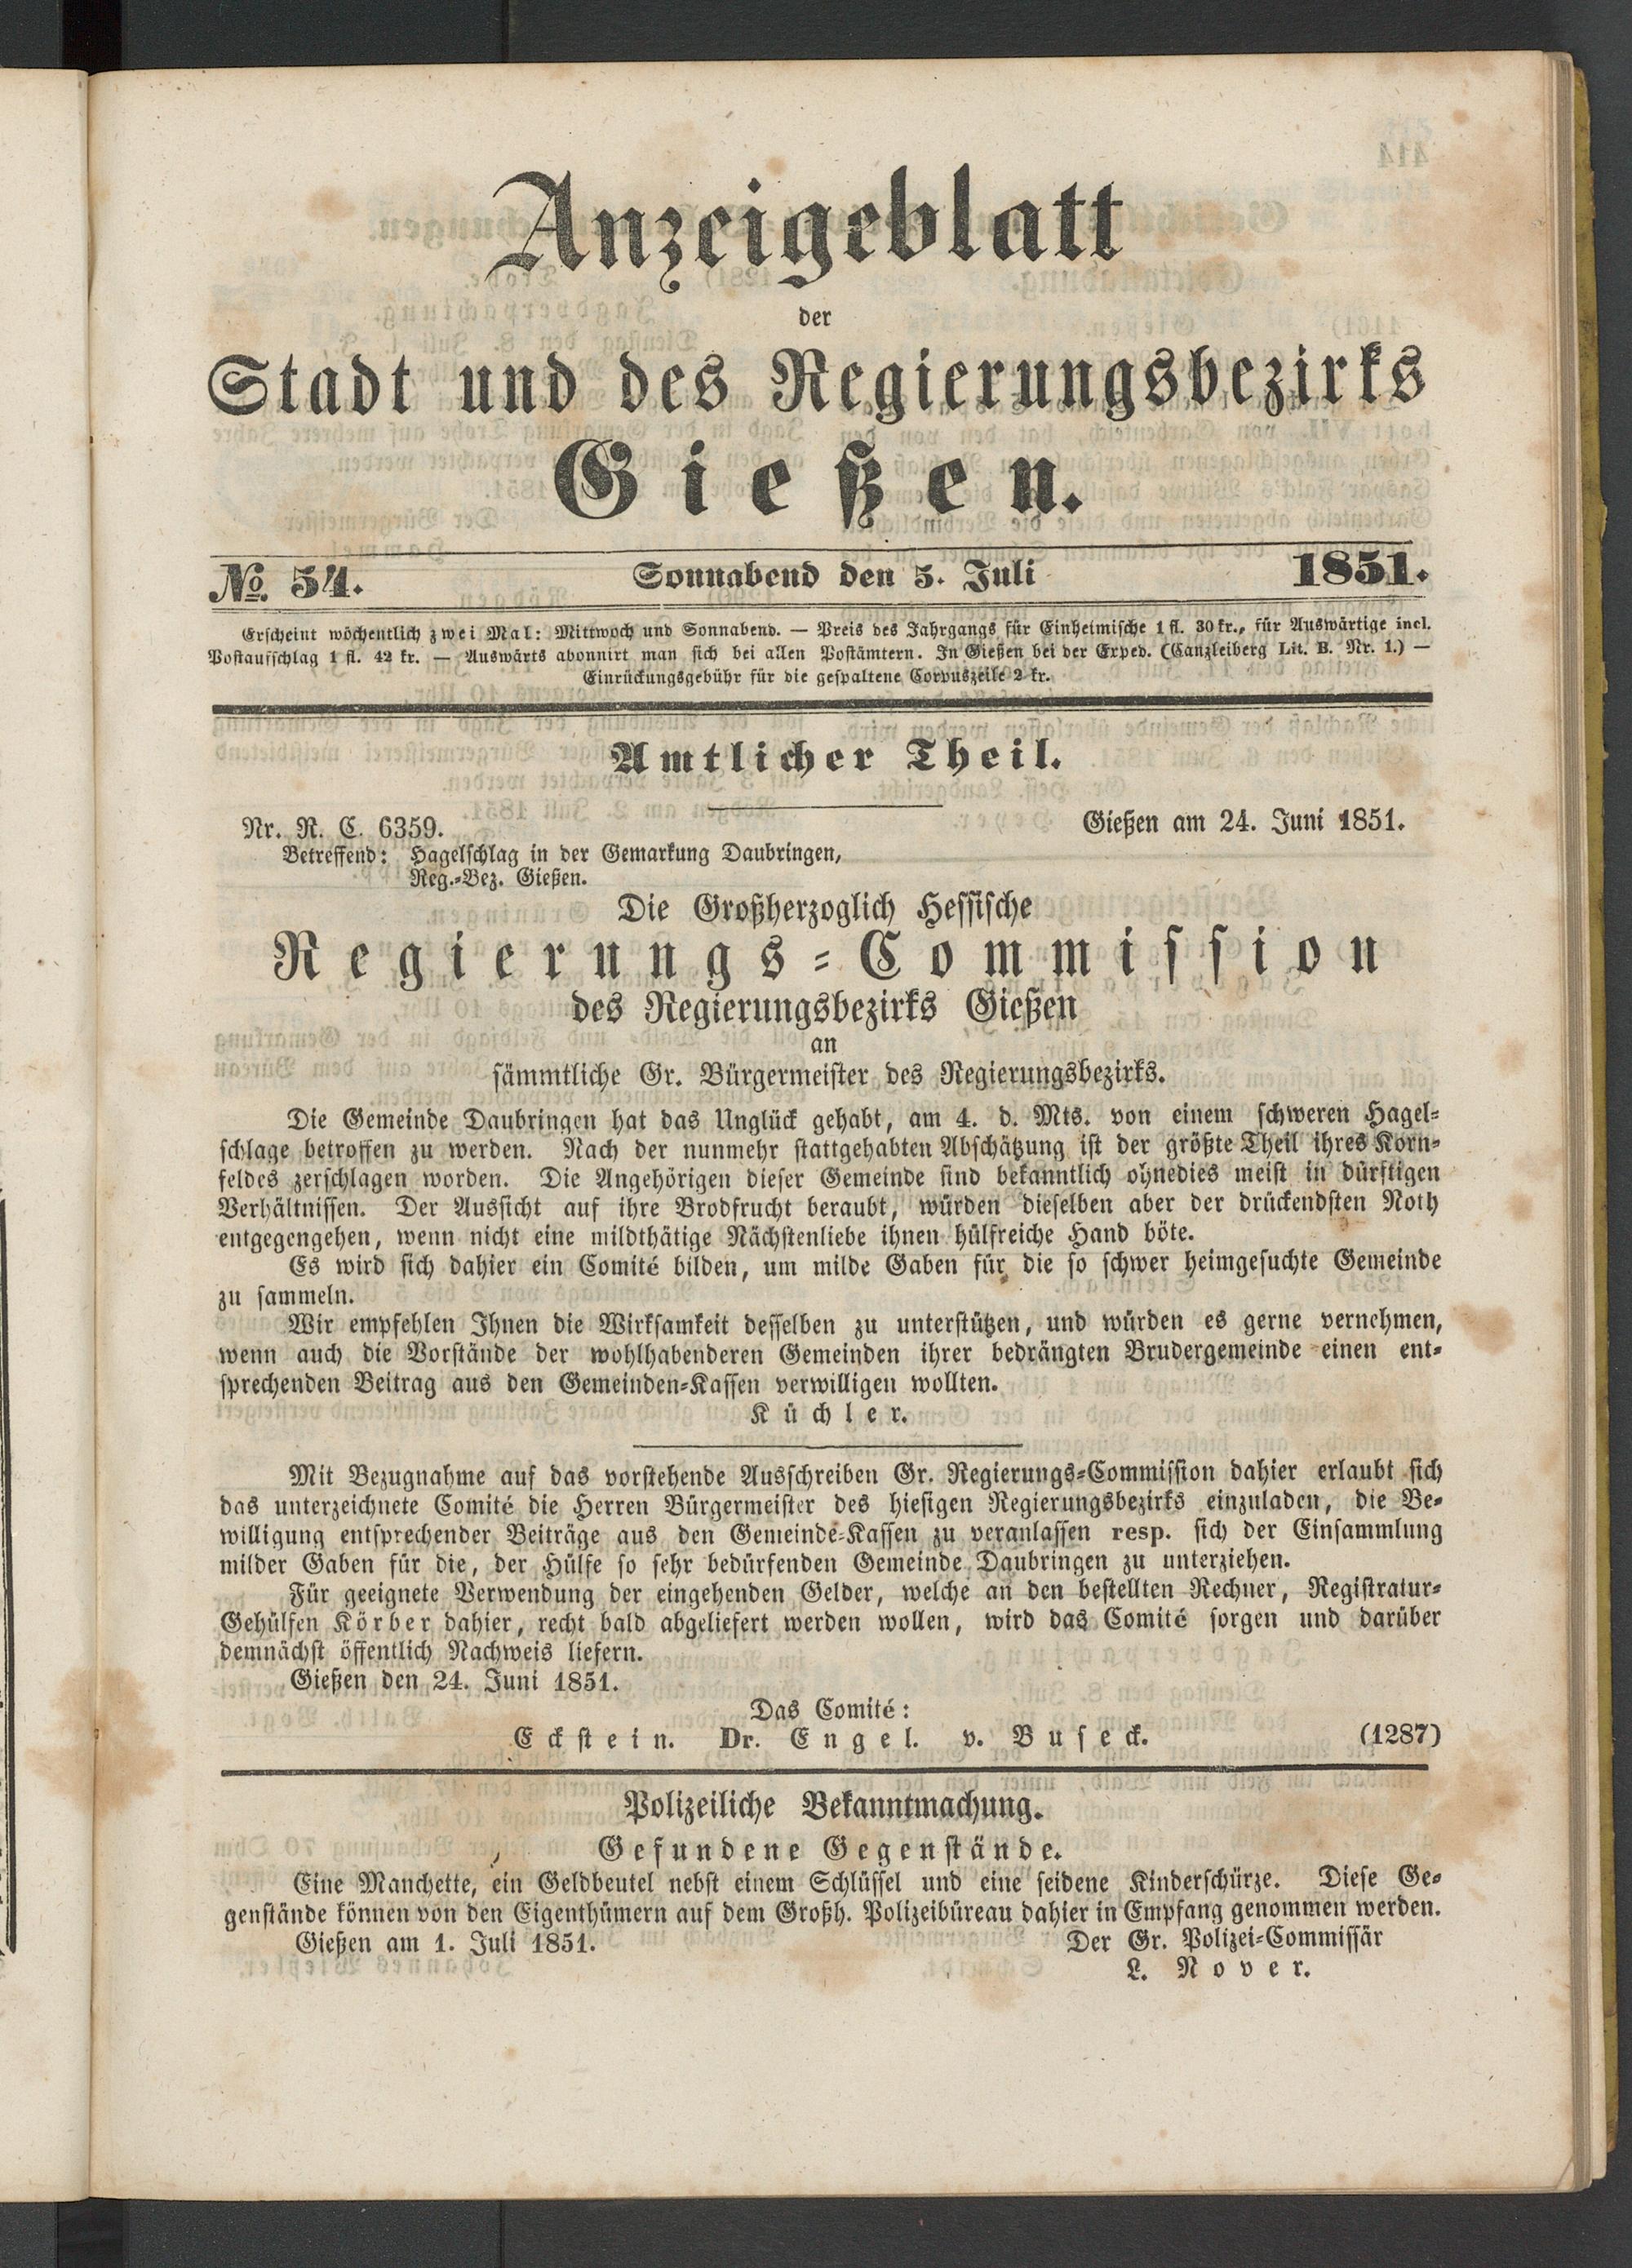 Anzeigeblatt
der
Stadt und des Regierungsbezirks
Gießen.
No. 54. Sonnabend den 5. Juli 1851.
Erscheint wöchentlich zwei Mal: Mittwoch und Sonnabend. — Preis des Jahrgangs für Einheimische 1 fl. 30 kr., für Auswärtige incl.
Postaufschlag 1 fl. 42 kr. — Auswärts abonnirt man sich bei allen Postämtern. In Gießen bei der Exped. (Canzleiberg Lit. B. Nr. 1.) —
Einrückungsgebühr für die gespaltene Corpuszeile 2 kr.
Amtlicher Theil.
Nr. R. C. 6359. Gießen am 24. Juni 1851.
Betreffend: Hagelschlag in der Gemarkung Daubringen,
Reg.-Bez. Gießen.
Die Großherzoglich Hessische
Regierungs-Commission
des Regierungsbezirks Gießen
an
sämmtliche Gr. Bürgermeister des Regierungsbezirks.
Die Gemeinde Daubringen hat das Unglück gehabt, am 4. d. Mts. von einem schweren Hagel-
schlage betroffen zu werden. Nach der nunmehr stattgehabten Abschätzung ist der größte Theil ihres Korn-
feldes zerschlagen worden. Die Angehörigen dieser Gemeinde sind bekanntlich ohnedies meist in dürftigen
Verhältnissen. Der Aussicht auf ihre Brodfrucht beraubt, würden dieselben aber der drückendsten Noth
entgegengehen, wenn nicht eine mildthätige Nächstenliebe ihnen hülfreiche Hand böte.
Es wird sich dahier ein Comité bilden, um milde Gaben für die so schwer heimgesuchte Gemeinde
zu sammeln.
Wir empfehlen Ihnen die Wirksamkeit desselben zu unterstützen, und würden es gerne vernehmen,
wenn auch die Vorstände der wohlhabenderen Gemeinden ihrer bedrängten Brudergemeinde einen ent-
sprechenden Beitrag aus den Gemeinden-Kassen verwilligen wollten.
Küchler.
Mit Bezugnahme auf das vorstehende Ausschreiben Gr. Regierungs-Commission dahier erlaubt sich
das unterzeichnete Comité die Herren Bürgermeister des hiesigen Regierungsbezirks einzuladen, die Be-
willigung entsprechender Beiträge aus den Gemeinde-Kassen zu veranlassen resp. sich der Einsammlung
milder Gaben für die, der Hülfe so sehr bedürfenden Gemeinde Daubringen zu unterziehen.
Für geeignete Verwendung der eingehenden Gelder, welche an den bestellten Rechner, Registratur-
Gehülfen Körber dahier, recht bald abgeliefert werden wollen, wird das Comité sorgen und darüber
demnächst öffentlich Nachweis liefern.
Gießen den 24. Juni 1851.
Das Comité:
Eckstein. Dr. Engel. v. Buseck. (1287)
Polizeiliche Bekanntmachung.
Gefundene Gegenstände.
Eine Manchette, ein Geldbeutel nebst einem Schlüssel und eine seidene Kinderschürze. Diese Ge-
genstände können von den Eigenthümern auf dem Großh. Polizeibüreau dahier in Empfang genommen werden.
Gießen am 1. Juli 1851. Der Gr. Polizei-Commissär
L. Nover.